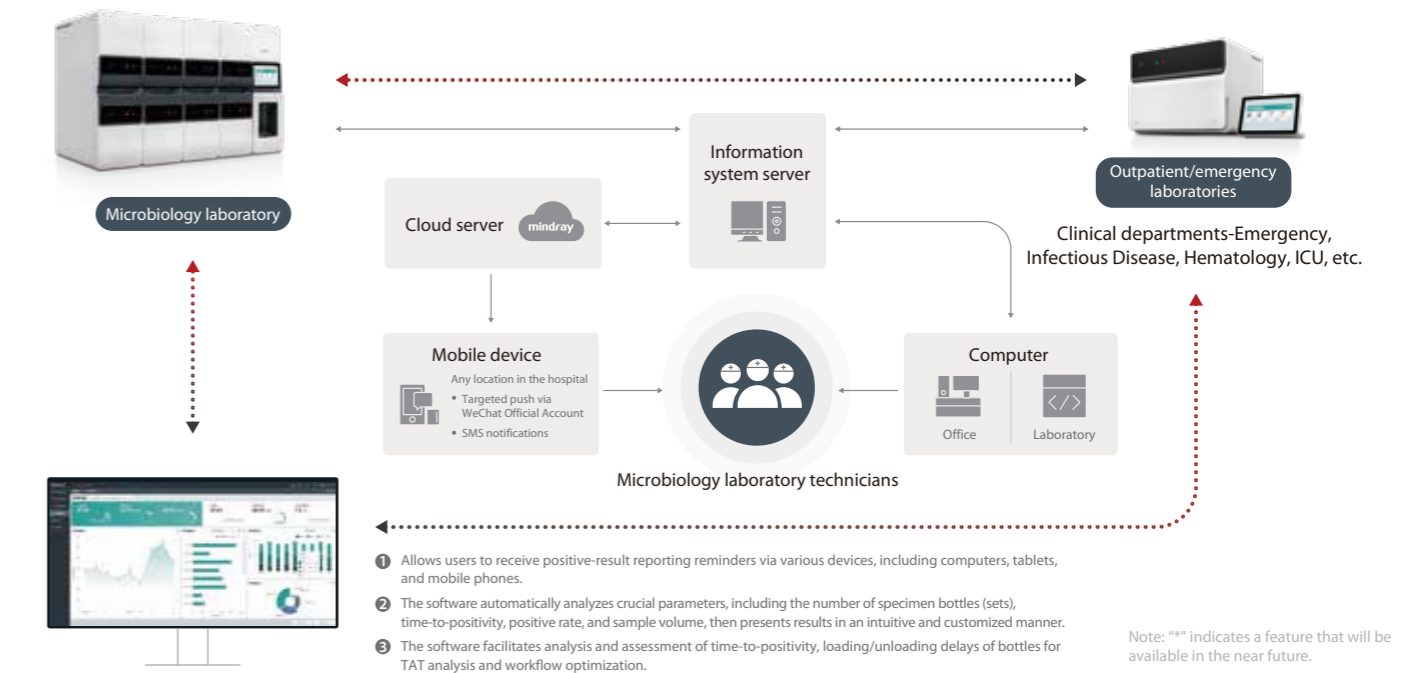 Information
system server
Cloud server
mindray
Microbiology laboratory
Outpatient/emergency
laboratories
Clinical departments-Emergency,
Infectious Disease, Hematology, ICU, etc.
Mobile device
Any location in the hospital
• Targeted push via
WeChat Official Account
• SMS notifications
Computer
Office
Laboratory
Microbiology laboratory technicians
1 Allows users to receive positive-result reporting reminders via various devices, including computers, tablets,
and mobile phones.
2 The software automatically analyzes crucial parameters, including the number of specimen bottles (sets),
time-to-positivity, positive rate, and sample volume, then presents results in an intuitive and customized manner.
3 The software facilitates analysis and assessment of time-to-positivity, loading/unloading delays of bottles for
TAT analysis and workflow optimization.
Note: “*” indicates a feature that will be
available in the near future.